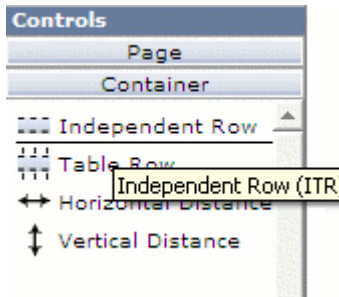 Controls
Page
Container
Independent Row
Table Row
Independent Row (ITR
Horizontal Distance
Vertical Distance